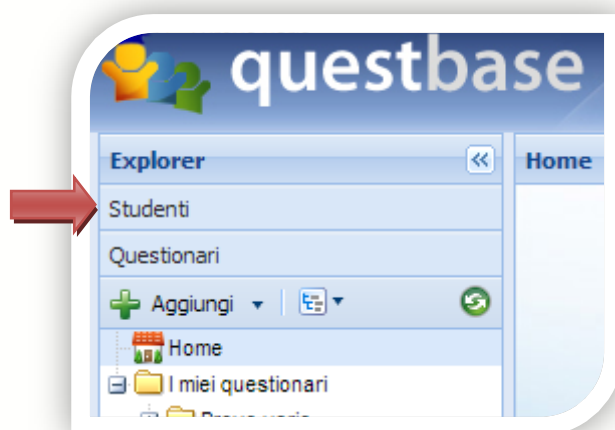 questbase
Explorer
Home
Studenti
Questionari
Aggiungi
Home
I miei questionari